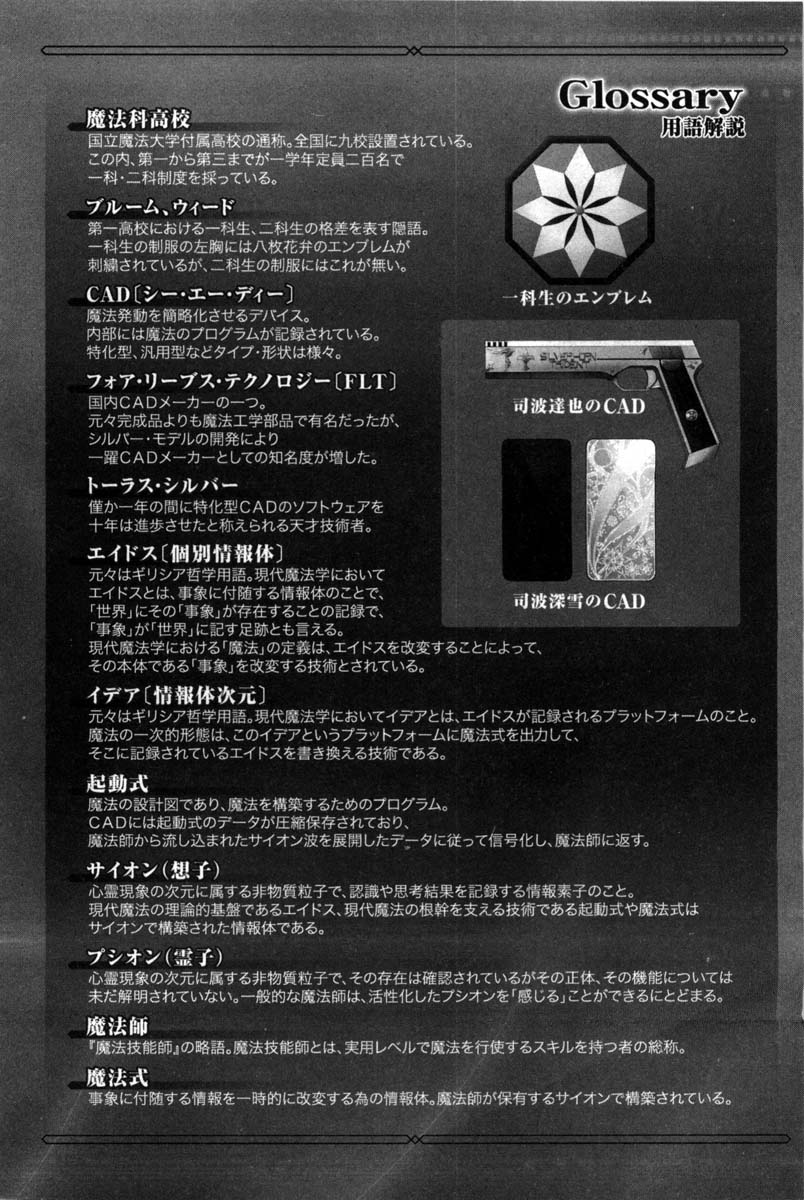 Glossary
用語解説
魔法科高校
国立魔法大学付属高校の通称。全国に九校設置されている。
この内、第一から第三までが一学年定員二百名で
一科・二科制度を採っている。
ブルーム、ウィード
第一高校における一科生、二科生の格差を表す隠語。
一科生の制服の左胸には八枚花弁のエンブレムが
刺繍されているが、二科生の制服にはこれが無い。
一科生のエンブレム
CAD〔シー・エー・ディー〕
魔法発動を簡略化させるデバイス。
内部には魔法のプログラムが記録されている。
特化型、汎用型などタイプ・形状は様々。
フォア・リーブス・テクノロジー〔FLT〕
国内CADメーカーの一つ。
元々完成品よりも魔法工学部品で有名だったが、
シルバー・モデルの開発により
一躍CADメーカーとしての知名度が増した。
司波達也のCAD
トーラス・シルバー
僅か一年の間に特化型CADのソフトウェアを
十年は進歩させたと称えられる天才技術者。
エイドス〔個別情報体〕
元々はギリシア哲学用語。現代魔法学において
エイドスとは、事象に付随する情報体のことで、
「世界」にその「事象」が存在することの記録で、
「事象」が「世界」に記す足跡とも言える。
現代魔法学における「魔法」の定義は、エイドスを改変することによって、
その本体である「事象」を改変する技術とされている。
司波深雪のCAD
イデア〔情報体次元〕
元々はギリシア哲学用語。現代魔法学においてイデアとは、エイドスが記録されるプラットフォームのこと。
魔法の一次的形態は、このイデアというプラットフォームに魔法式を出力して、
そこに記録されているエイドスを書き換える技術である。
起動式
魔法の設計図であり、魔法を構築するためのプログラム。
CADには起動式のデータが圧縮保存されており、
魔法師から流し込まれたサイオン波を展開したデータに従って信号化し、魔法師に返す。
サイオン(想子)
心霊現象の次元に属する非物質粒子で、認識や思考結果を記録する情報素子のこと。
現代魔法の理論的基盤であるエイドス、現代魔法の根幹を支える技術である起動式や魔法式は
サイオンで構築された情報体である。
プシオン(霊子)
心霊現象の次元に属する非物質粒子で、その存在は確認されているがその正体、その機能については
未だ解明されていない。一般的な魔法師は、活性化したプシオンを「感じる」ことができるにとどまる。
魔法師
『魔法技能師』の略語。魔法技能師とは、実用レベルで魔法を行使するスキルを持つ者の総称。
魔法式
事象に付随する情報を一時的に改変する為の情報体。魔法師が保有するサイオンで構築されている。